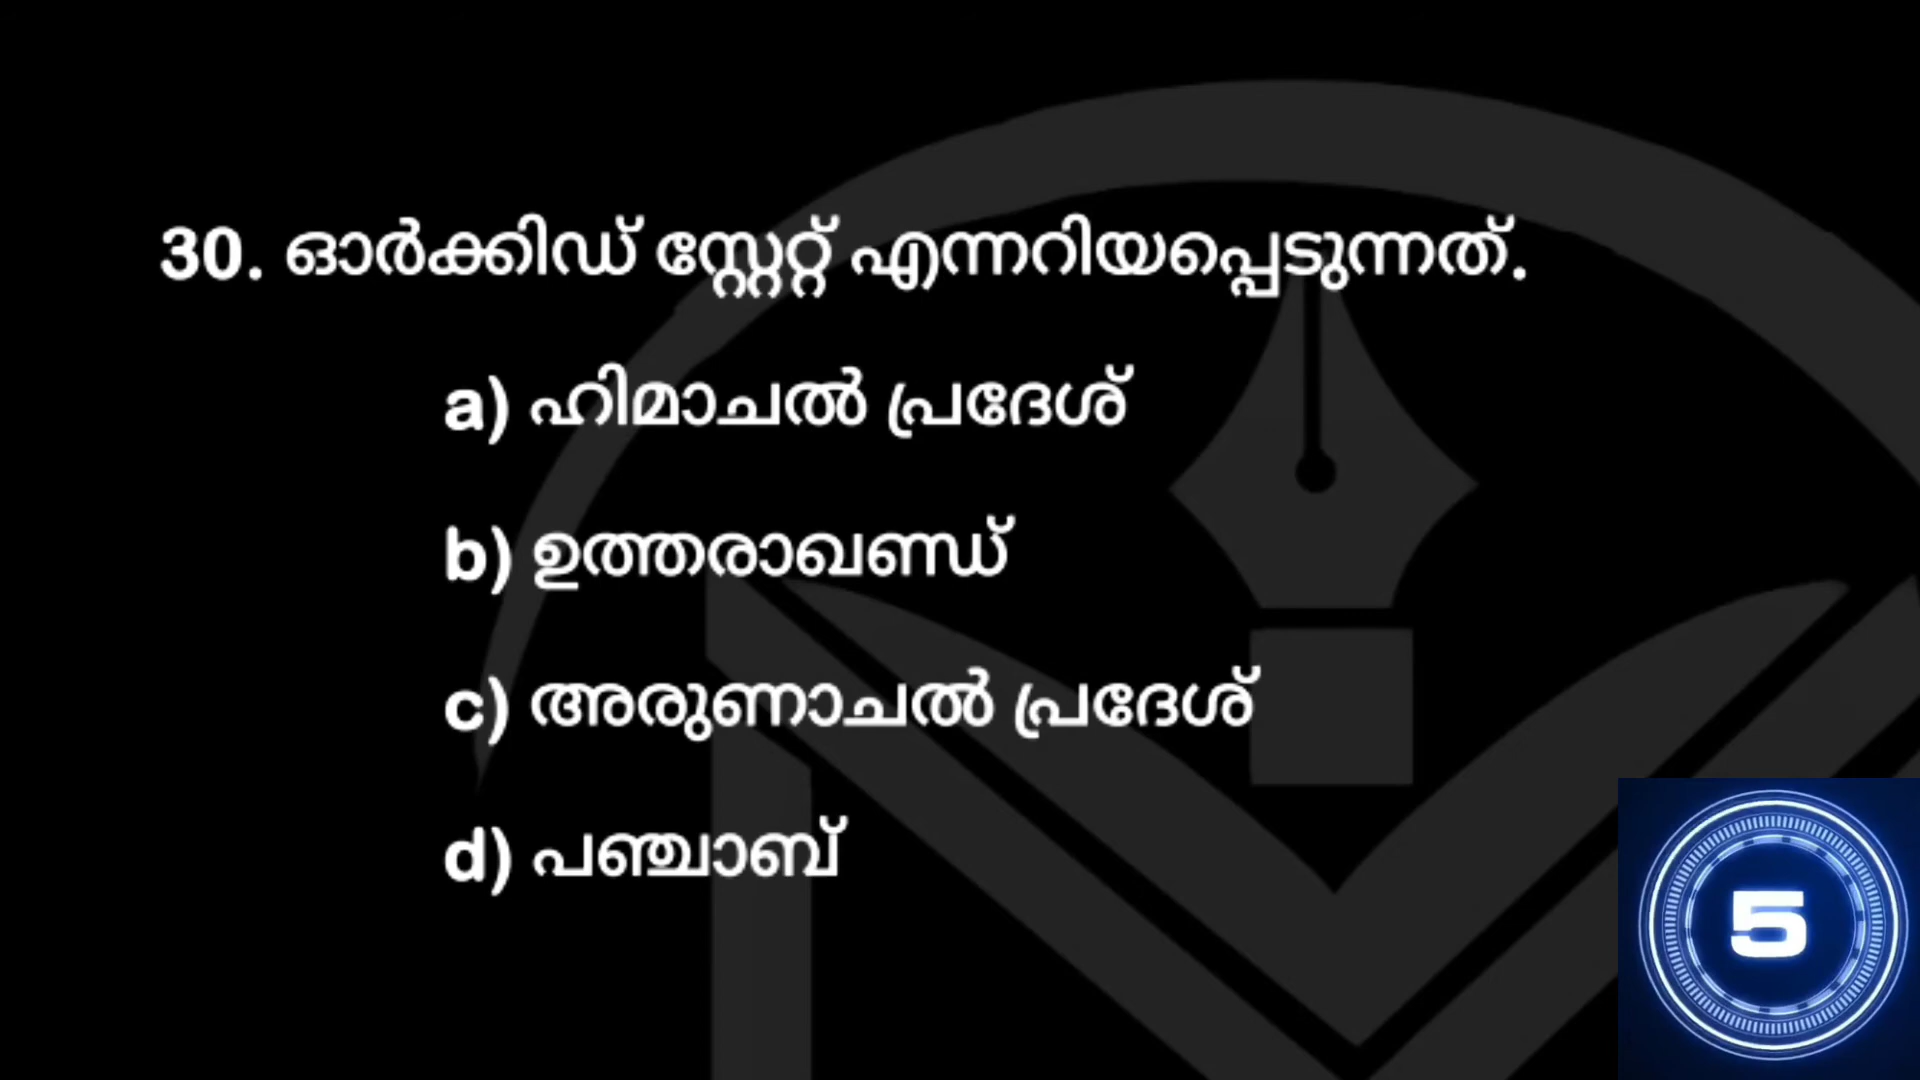 30. ഓർക്കിഡ് സ്റ്റേറ്റ് എന്നറിയപ്പെടുന്നത്.
a) ഹിമാചൽ പ്രദേശ്
b) ഉത്തരാഖണ്ഡ്
c) അരുണാചൽ പ്രദേശ്
d) പഞ്ചാബ്
5